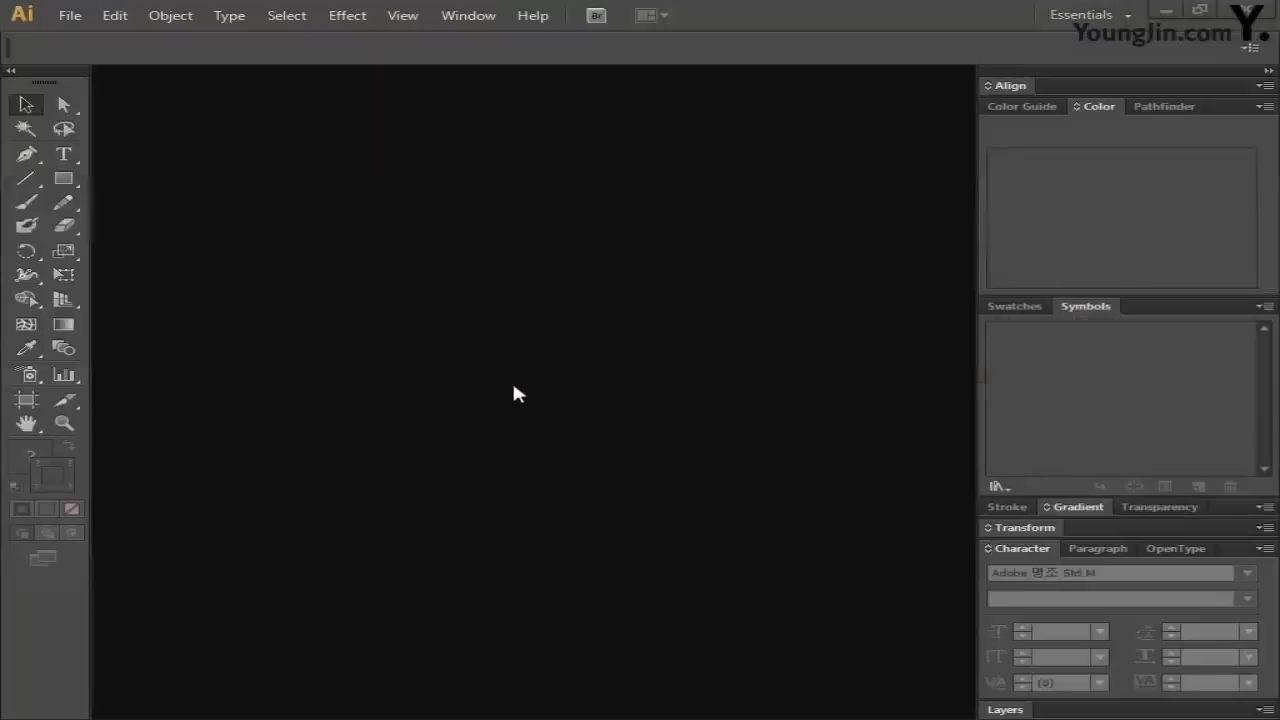 Ai File Edit Object Type Select Effect View Window Help Br Essentials
YoungJin.com Y.
Align
Color Guide Color Pathfinder
Swatches Symbols
Stroke Gradient Transparency
Transform
Character Paragraph OpenType
Adobe 명조 Std M
(0)
Layers